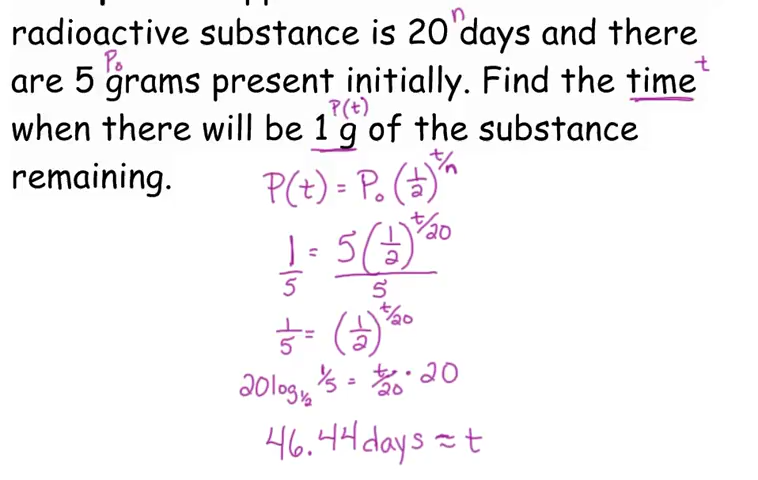 radioactive substance is 20 n days and there
P₀
are 5 grams present initially. Find the time t
P(t)
when there will be 1 g of the substance
remaining.
P(t) = P₀ (1/2)^t/n
1/5 = 5(1/2)^t/20 / 5
1/5 = (1/2)^t/20
20 log½ 1/5 = t/20 · 20
46.44 days ≈ t